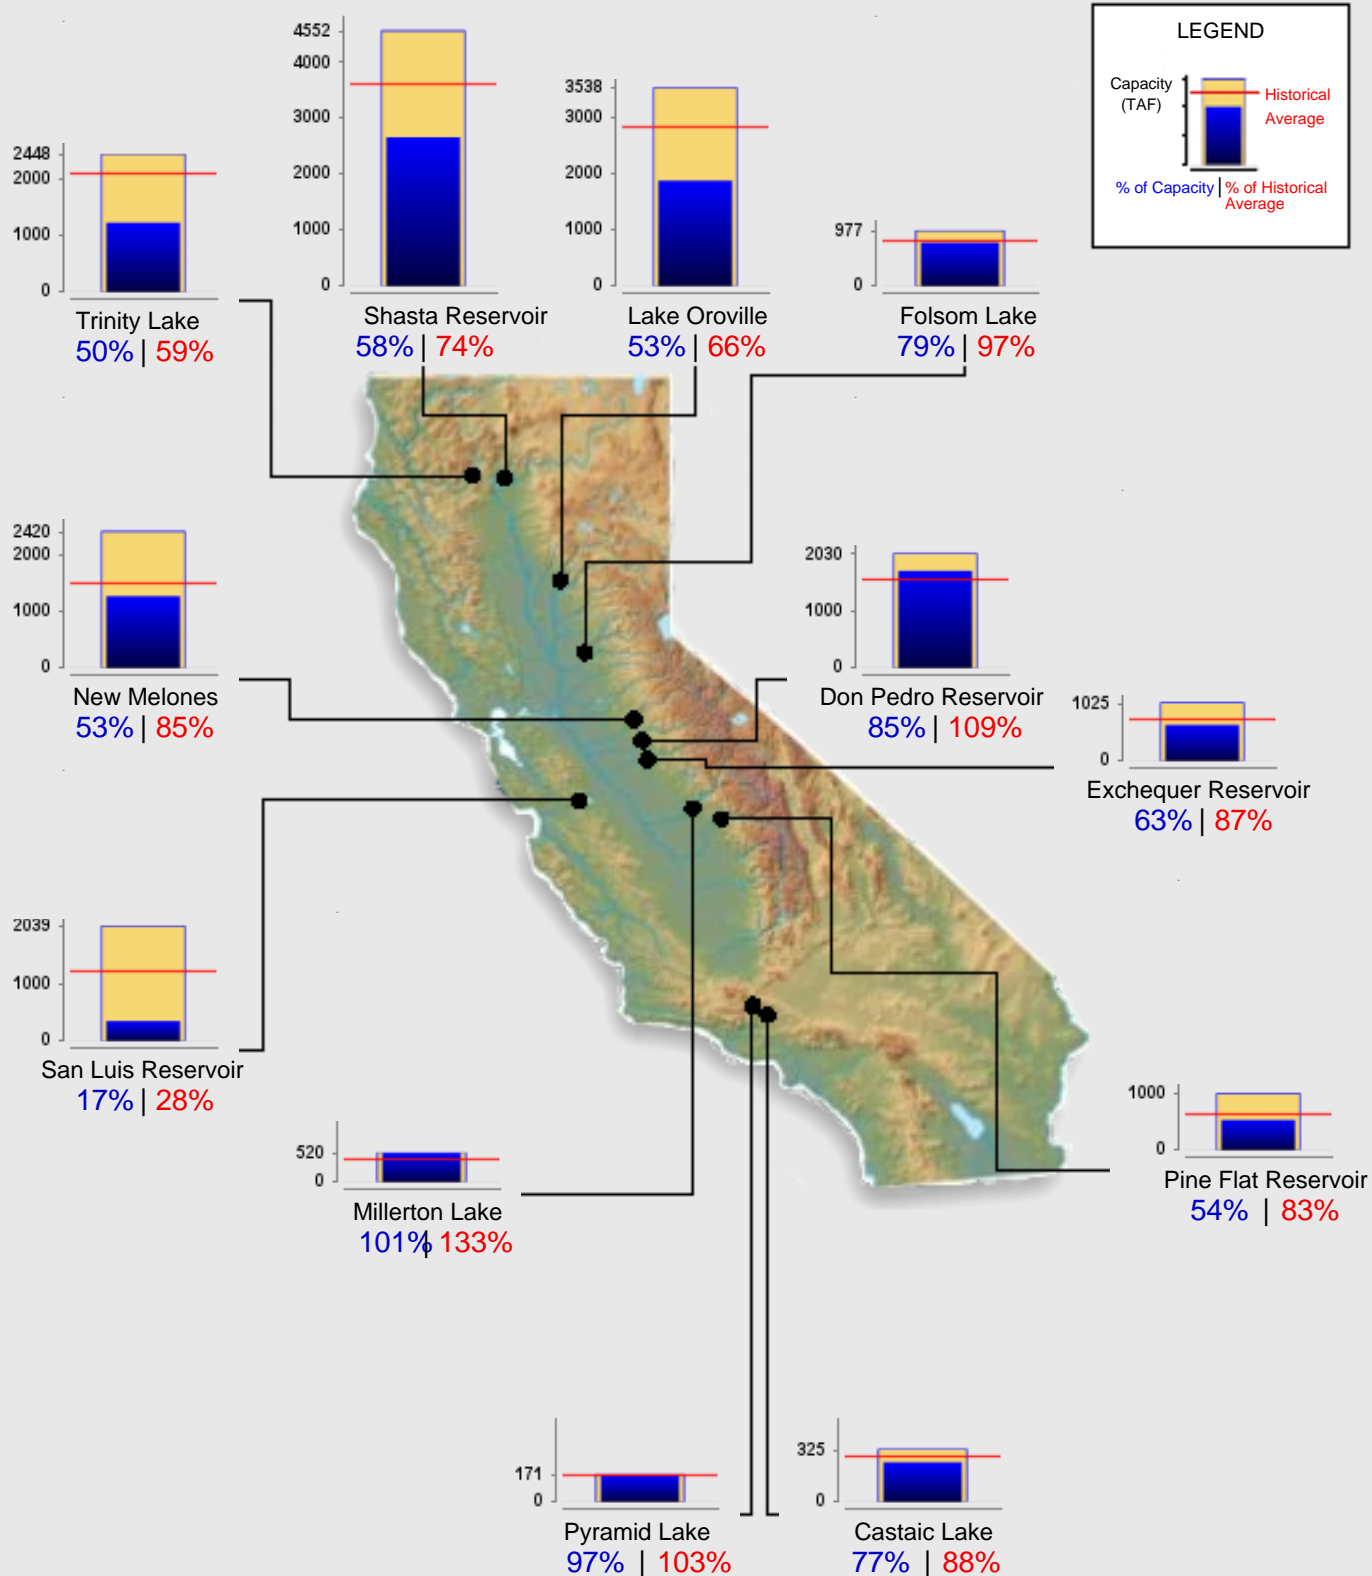 LEGEND
Capacity
(TAF)
Historical
Average
% of Capacity | % of Historical
Average
4552
4000
3000
2000
1000
0
Shasta Reservoir
58% | 74%
3538
3000
2000
1000
0
Lake Oroville
53% | 66%
977
0
Folsom Lake
79% | 97%
2448
2000
1000
0
Trinity Lake
50% | 59%
2420
2000
1000
0
New Melones
53% | 85%
2030
1000
0
Don Pedro Reservoir
85% | 109%
1025
0
Exchequer Reservoir
63% | 87%
2039
1000
0
San Luis Reservoir
17% | 28%
520
0
Millerton Lake
101% | 133%
1000
0
Pine Flat Reservoir
54% | 83%
171
0
Pyramid Lake
97% | 103%
325
0
Castaic Lake
77% | 88%